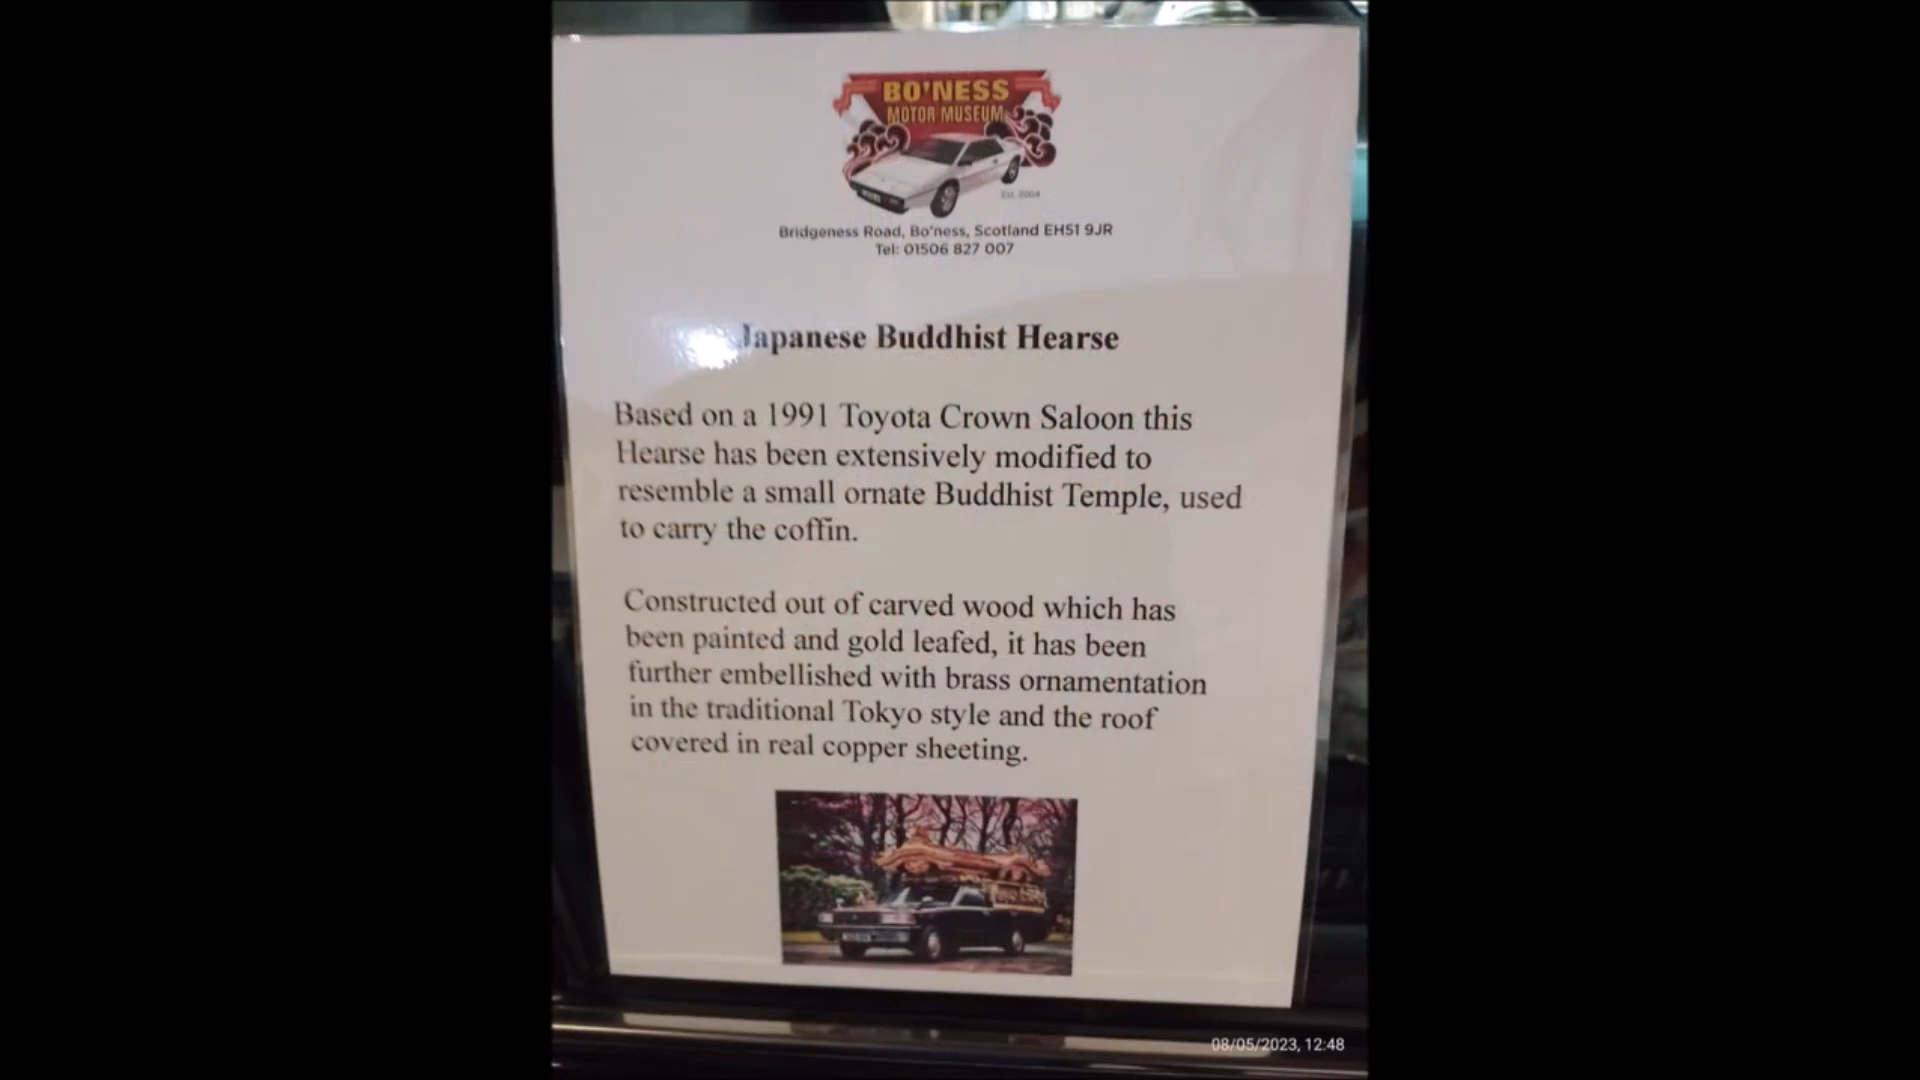 BO'NESS
MOTOR MUSEUM
Est. 2004
Bridgeness Road, Bo'ness, Scotland EH51 9JR
Tel: 01506 827 007
Japanese Buddhist Hearse
Based on a 1991 Toyota Crown Saloon this
Hearse has been extensively modified to
resemble a small ornate Buddhist Temple, used
to carry the coffin.
Constructed out of carved wood which has
been painted and gold leafed, it has been
further embellished with brass ornamentation
in the traditional Tokyo style and the roof
covered in real copper sheeting.
08/05/2023, 12:48